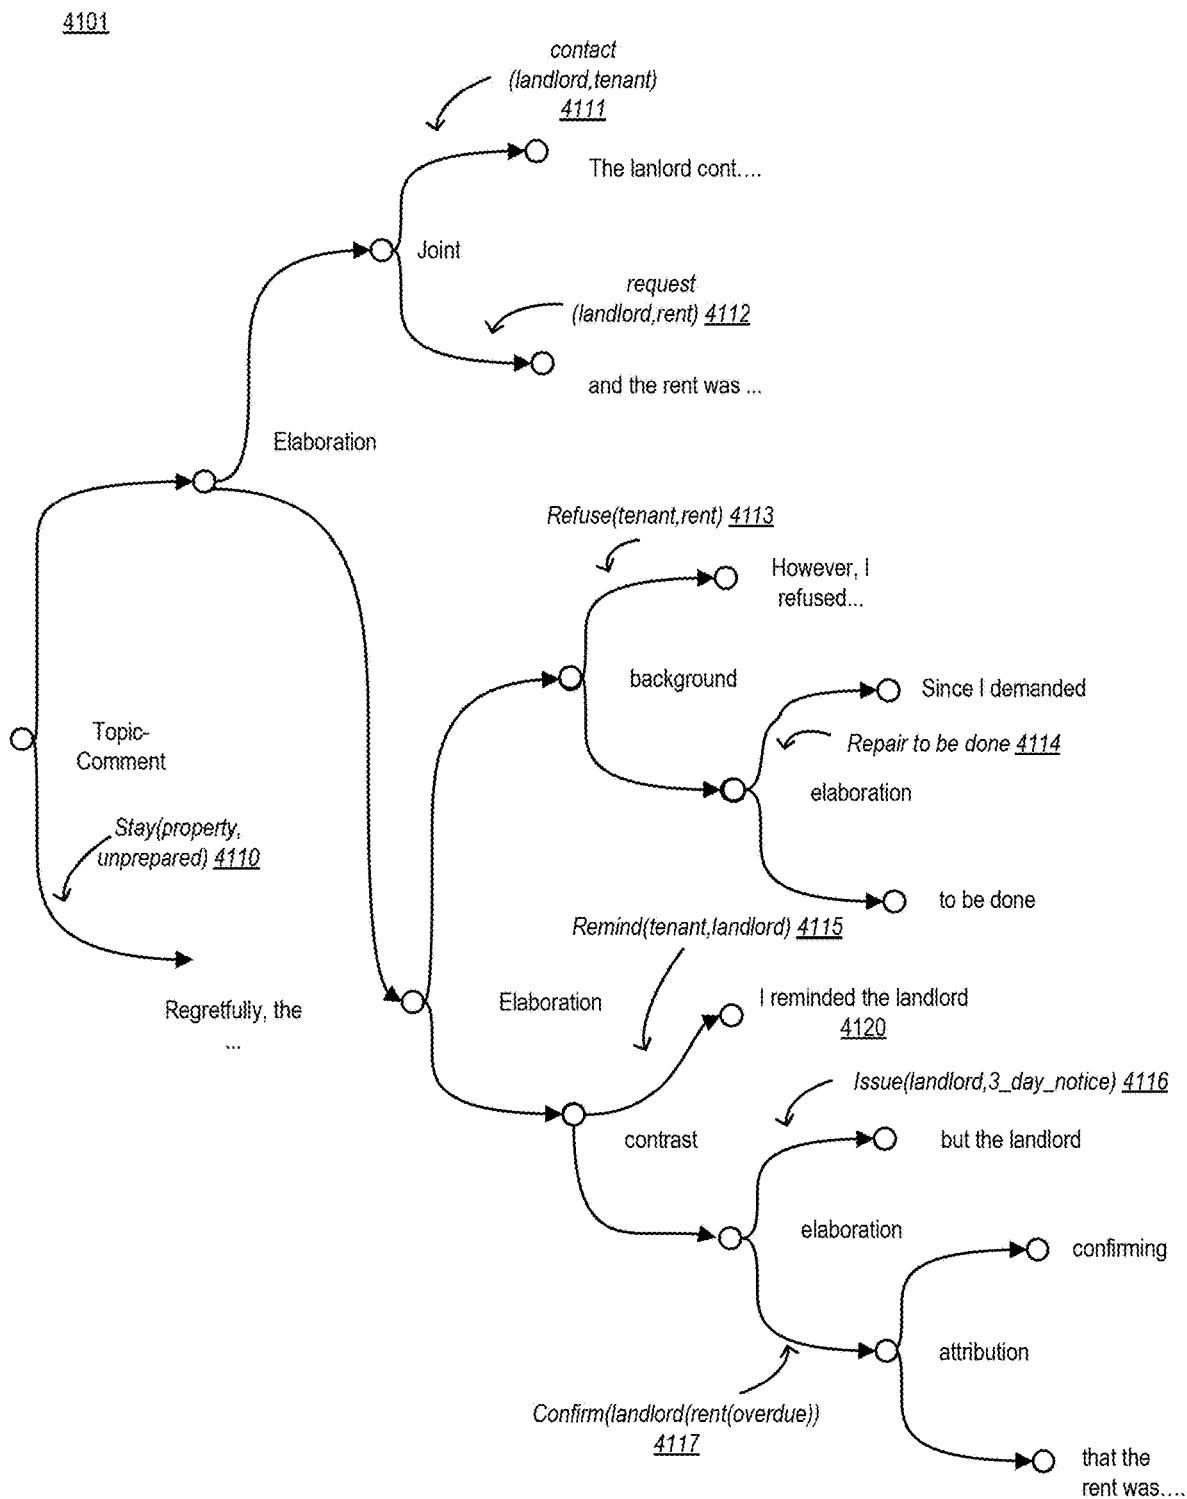 4101
contact
(landlord,tenant)
4111
The lanlord cont....
Joint
request
(landlord,rent) 4112
and the rent was ...
Elaboration
Refuse(tenant,rent) 4113
However, I
refused...
background
Since I demanded
Topic-
Comment
Repair to be done 4114
elaboration
Stay(property,
unprepared) 4110
to be done
Remind(tenant,landlord) 4115
Elaboration
I reminded the landlord
4120
Regretfully, the
...
Issue(landlord,3_day_notice) 4116
contrast
but the landlord
elaboration
confirming
attribution
Confirm(landlord(rent(overdue))
4117
that the
rent was....